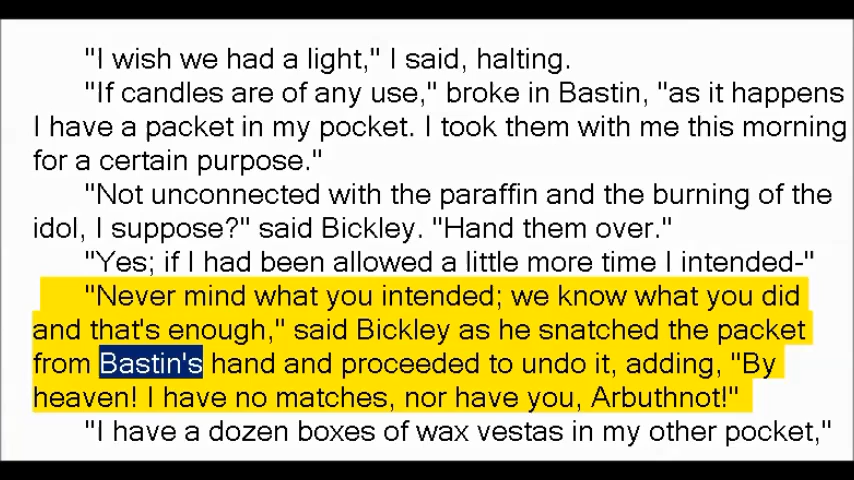 "I wish we had a light," I said, halting.
"If candles are of any use," broke in Bastin, "as it happens
I have a packet in my pocket. I took them with me this morning
for a certain purpose."
"Not unconnected with the paraffin and the burning of the
idol, I suppose?" said Bickley. "Hand them over."
"Yes; if I had been allowed a little more time I intended-"
"Never mind what you intended; we know what you did
and that's enough," said Bickley as he snatched the packet
from Bastin's hand and proceeded to undo it, adding, "By
heaven! I have no matches, nor have you, Arbuthnot!"
"I have a dozen boxes of wax vestas in my other pocket,"